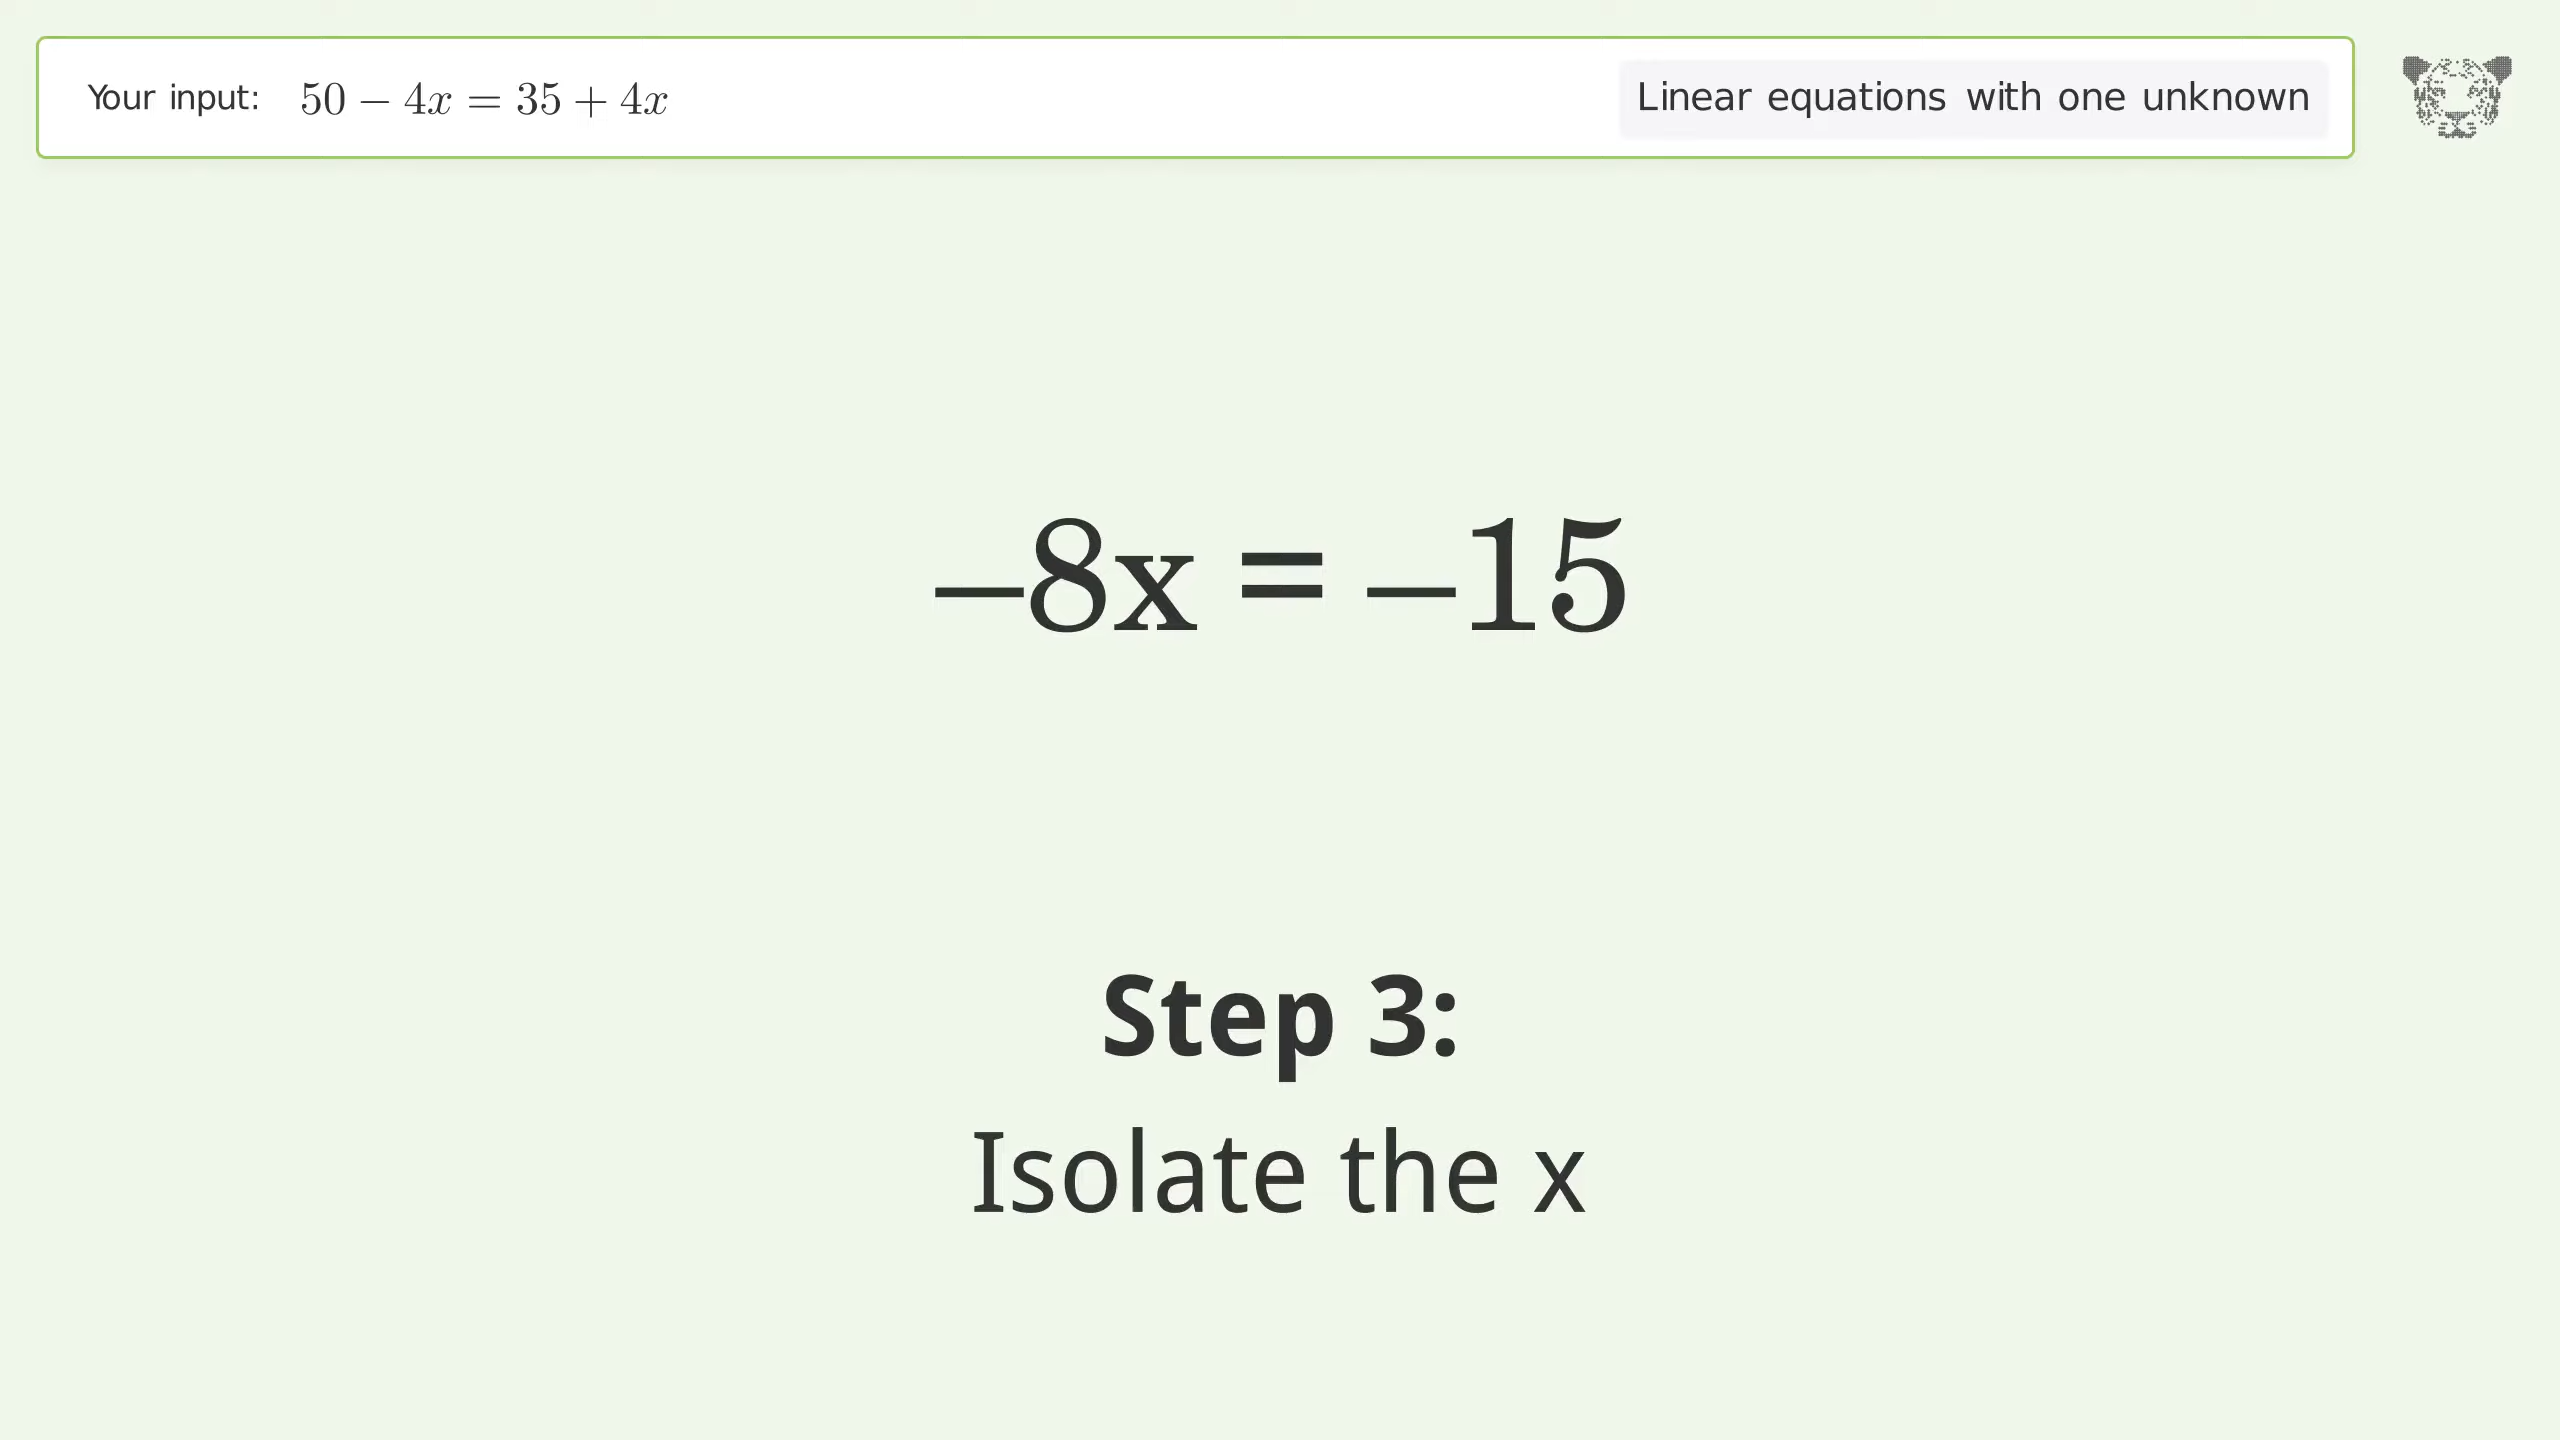 Your input: 50 − 4x = 35 + 4x
Linear equations with one unknown
−8x = −15
Step 3:
Isolate the x